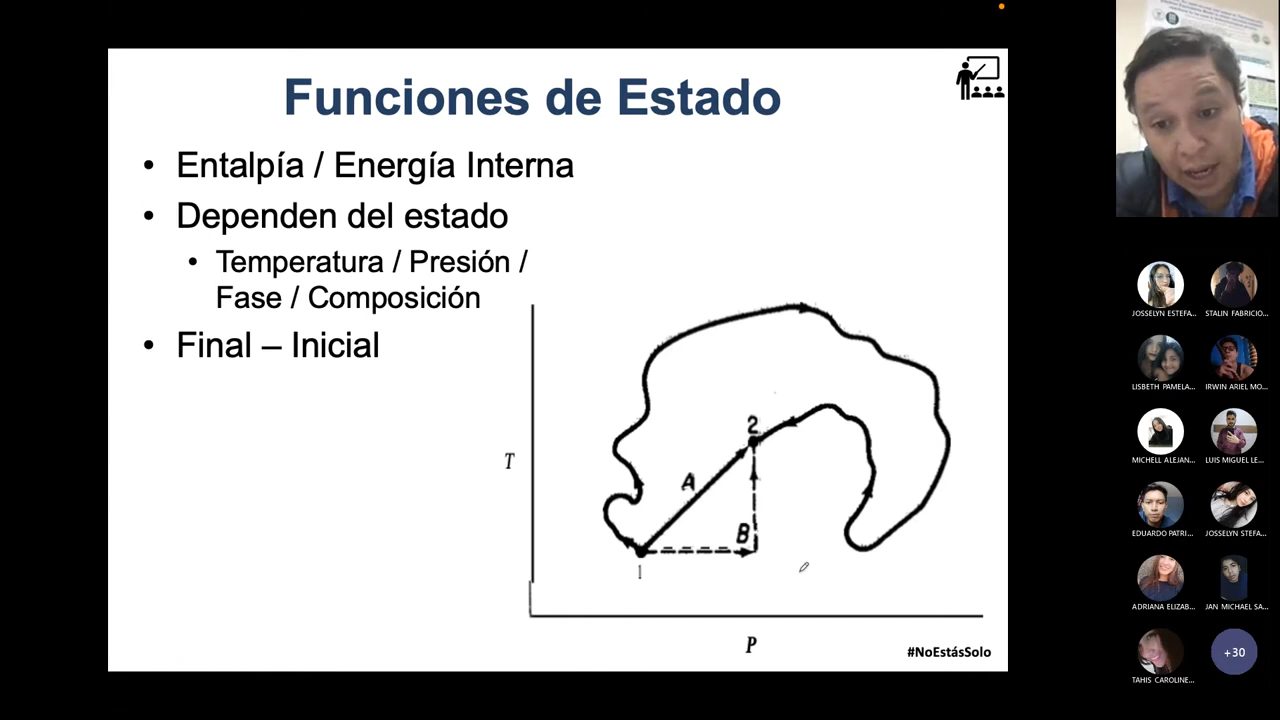 Funciones de Estado
• Entalpía / Energía Interna
• Dependen del estado
• Temperatura / Presión /
Fase / Composición
• Final – Inicial
T
2
A
B
1
P
#NoEstásSolo
JOSSELYN ESTEFA...
STALIN FABRICIO...
LISBETH PAMELA...
IRWIN ARIEL MO...
MICHELL ALEJAN...
LUIS MIGUEL LE...
EDUARDO PATRI...
JOSSELYN STEFA...
ADRIANA ELIZAB...
JAN MICHAEL SA...
TAHIS CAROLINE...
+30